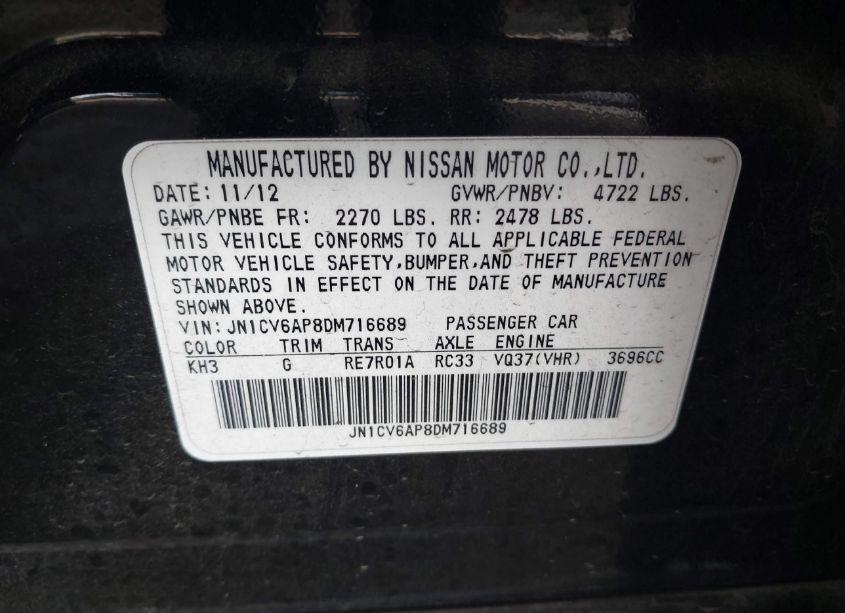 MANUFACTURED BY NISSAN MOTOR CO.,LTD.
DATE: 11/12 GVWR/PNBV: 4722 LBS.
GAWR/PNBE FR: 2270 LBS. RR: 2478 LBS.
THIS VEHICLE CONFORMS TO ALL APPLICABLE FEDERAL
MOTOR VEHICLE SAFETY,BUMPER,AND THEFT PREVENTION
STANDARDS IN EFFECT ON THE DATE OF MANUFACTURE
SHOWN ABOVE.
VIN:JN1CV6AP8DM716689 PASSENGER CAR
COLOR TRIM TRANS AXLE ENGINE
KH3 G RE7R01A RC33 VQ37(VHR) 3696CC
JN1CV6AP8DM716689